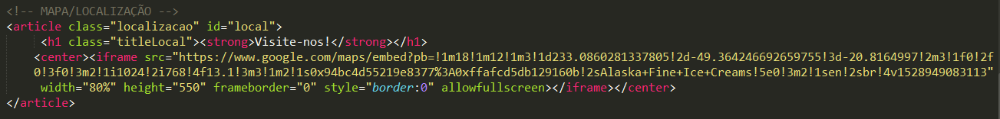 <!-- MAPA/LOCALIZAÇÃO -->
<article class="localizacao" id="local">
<h1 class="titleLocal"><strong>Visite-nos!</strong></h1>
<center><iframe src="https://www.google.com/maps/embed?pb=!1m18!1m12!1m3!1d233.0860281337805!2d-49.364246692659755!3d-20.8164997!2m3!1f0!2f
0!3f0!3m2!1i1024!2i768!4f13.1!3m3!1m2!1s0x94bc4d55219e8377%3A0xffafcd5db129160b!2sAlaska+Fine+Ice+Creams!5e0!3m2!1sen!2sbr!4v1528949083113"
width="80%" height="550" frameborder="0" style="border:0" allowfullscreen></iframe></center>
</article>